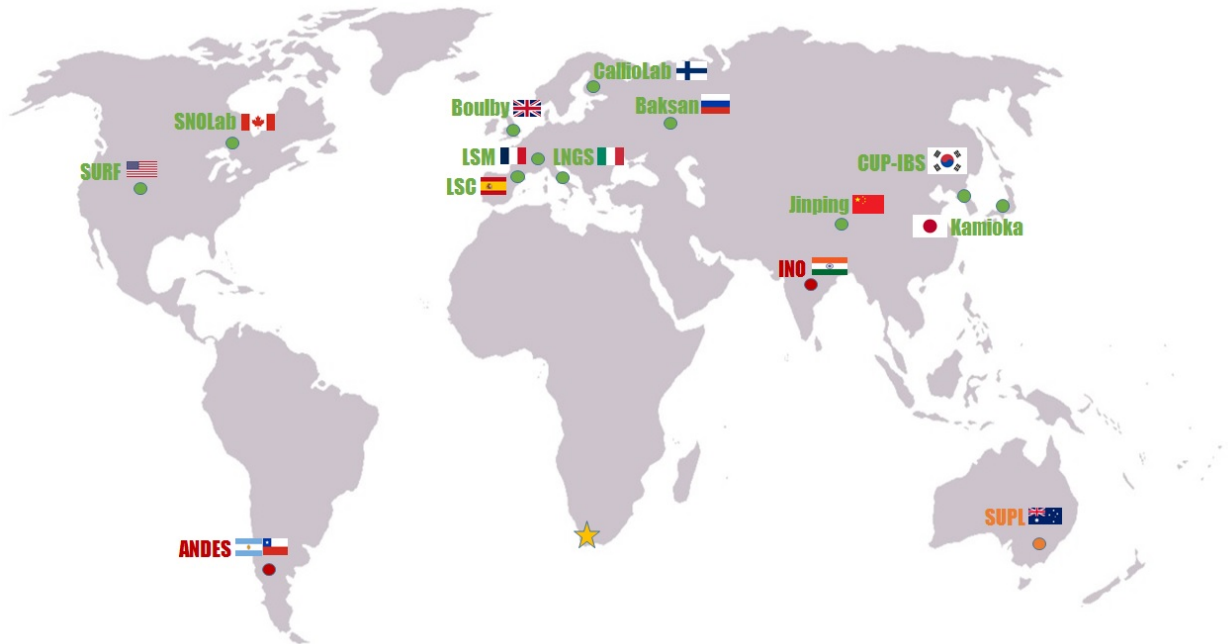 CallioLab
Boulby
Baksan
SNOLab
LSM
LNGS
CUP-IBS
SURF
LSC
Jinping
Kamioka
INO
SUPL
ANDES